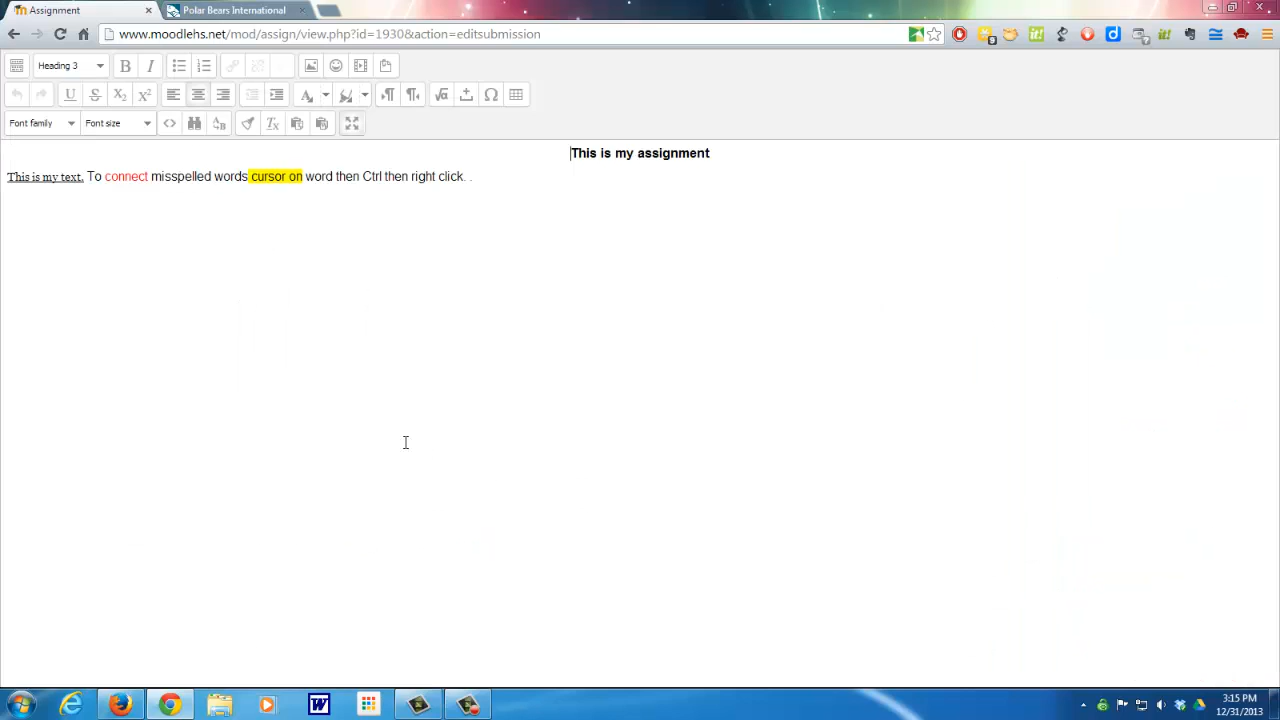 Assignment
Polar Bears International
www.moodlehs.net/mod/assign/view.php?id=1930&action=editsubmission
Heading 3
Font family
Font size
This is my assignment
This is my text. To connect misspelled words cursor on word then Ctrl then right click. .
3:15 PM
12/31/2013